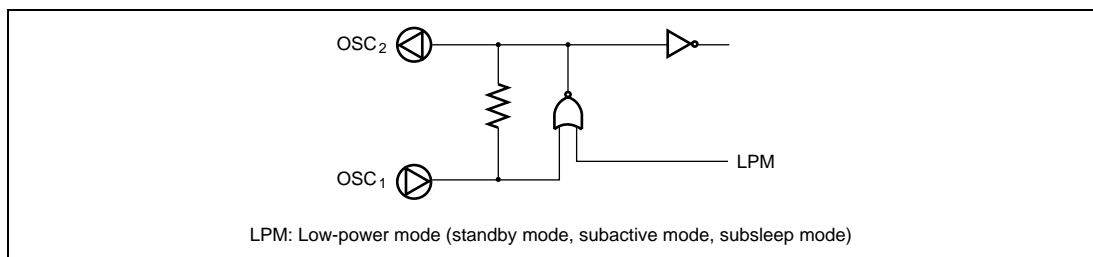 OSC2
LPM
OSC1
LPM: Low-power mode (standby mode, subactive mode, subsleep mode)